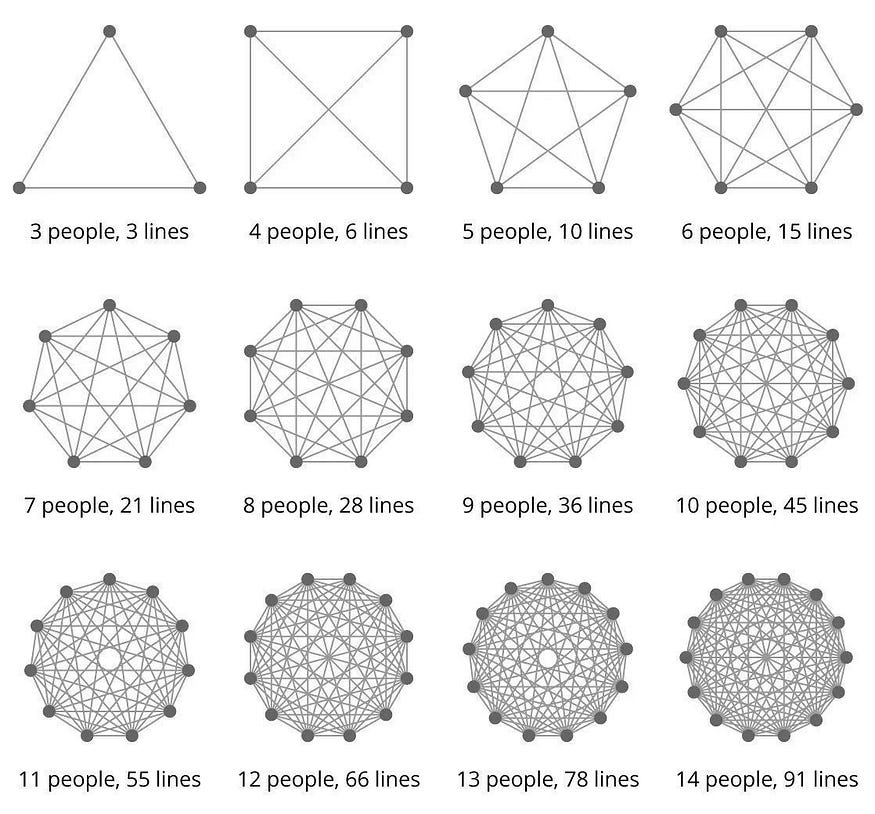 3 people, 3 lines
4 people, 6 lines
5 people, 10 lines
6 people, 15 lines
7 people, 21 lines
8 people, 28 lines
9 people, 36 lines
10 people, 45 lines
11 people, 55 lines
12 people, 66 lines
13 people, 78 lines
14 people, 91 lines